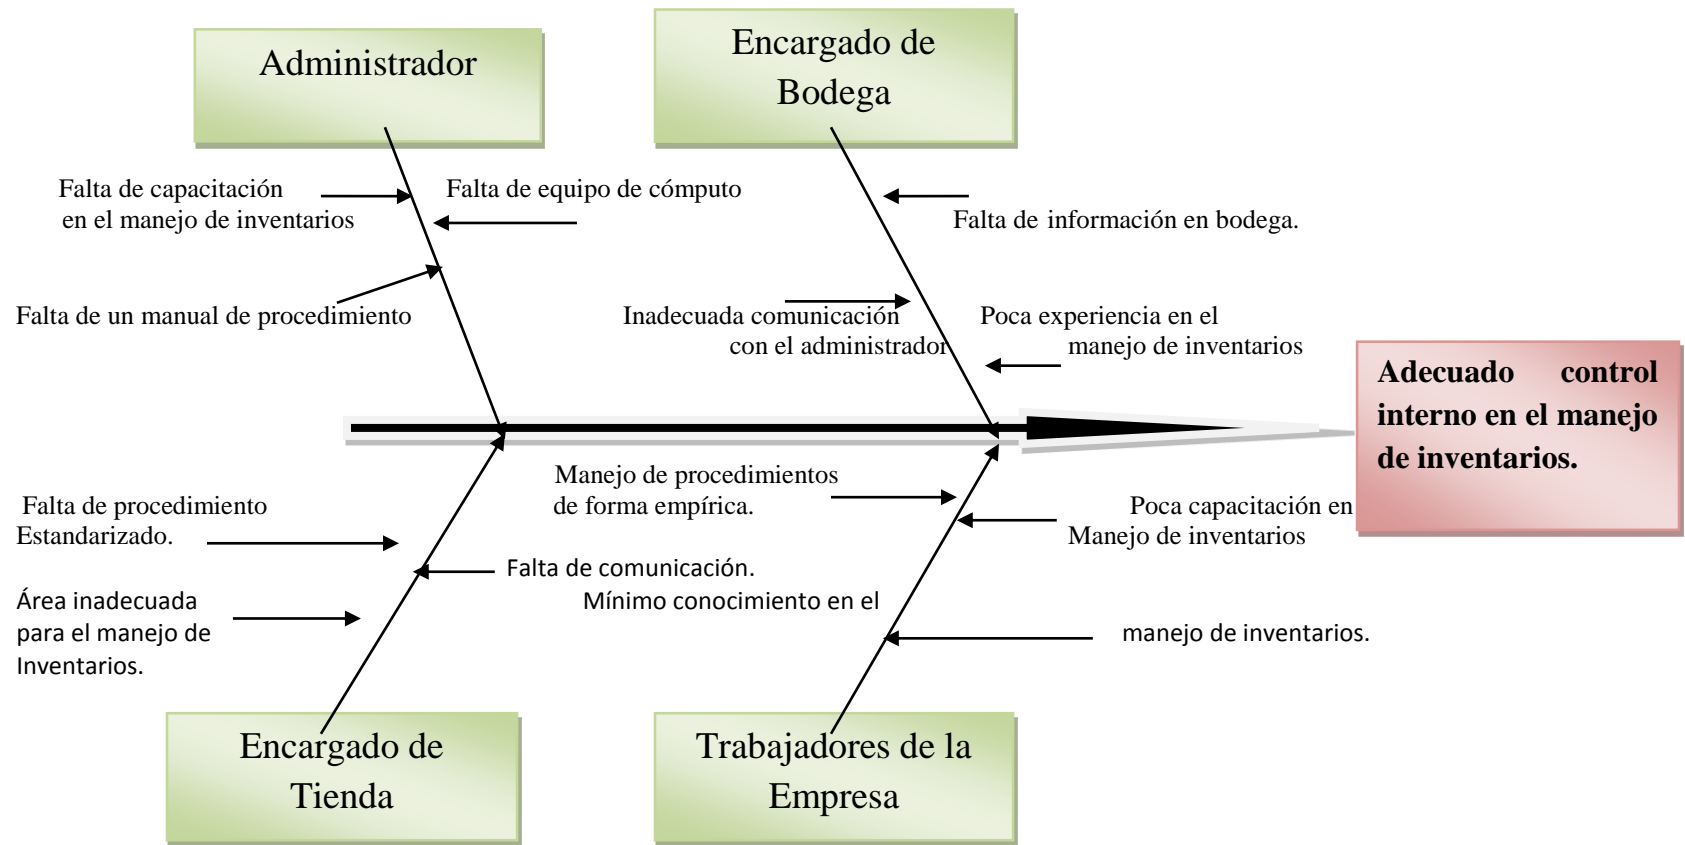 Administrador
Encargado de
Bodega
Falta de capacitación
en el manejo de inventarios
Falta de equipo de cómputo
Falta de información en bodega.
Falta de un manual de procedimiento
Inadecuada comunicación
con el administrador
Poca experiencia en el
manejo de inventarios
Adecuado control
interno en el manejo
de inventarios.
Falta de procedimiento
Estandarizado.
Manejo de procedimientos
de forma empírica.
Poca capacitación en
Manejo de inventarios
Área inadecuada
para el manejo de
Inventarios.
Falta de comunicación.
Mínimo conocimiento en el
manejo de inventarios.
Encargado de
Tienda
Trabajadores de la
Empresa